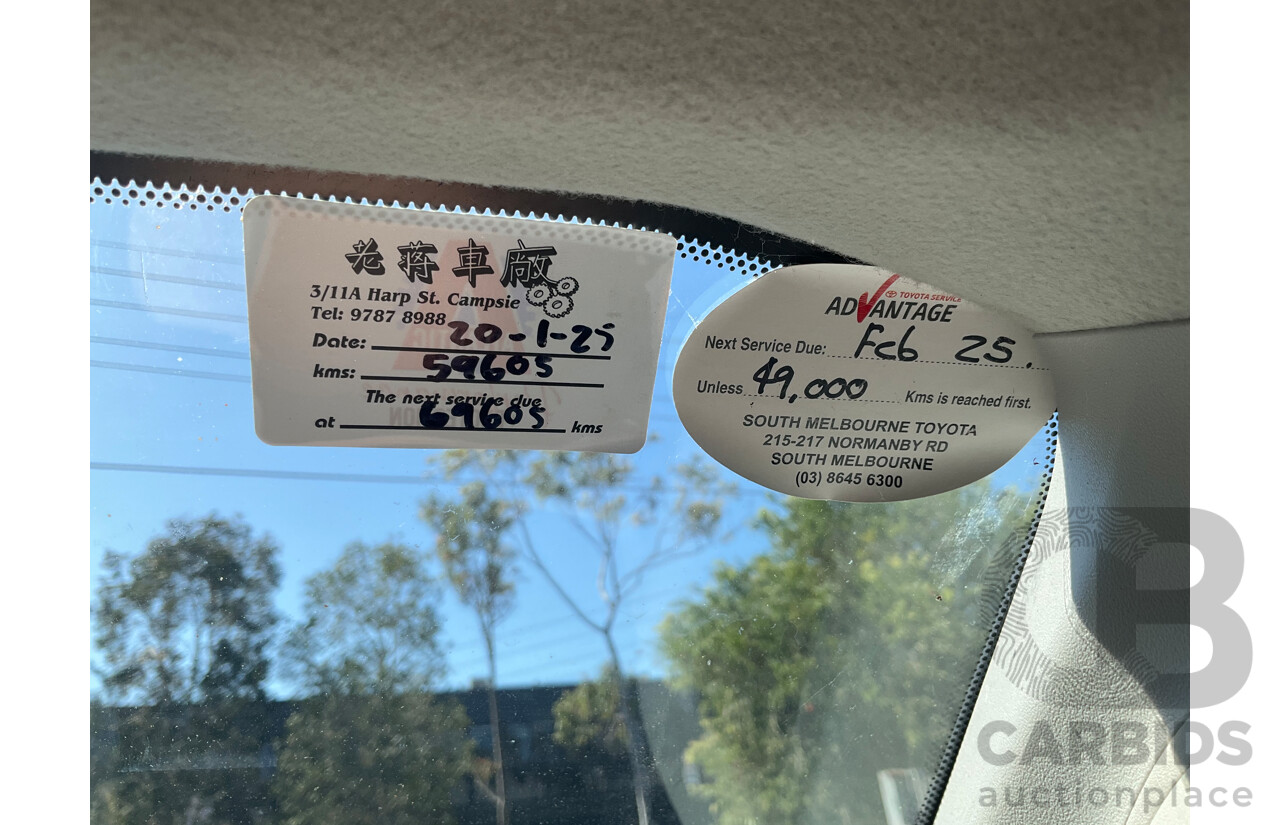 老蔣車廠
3/11A Harp St. Campsie
Tel: 9787 8988
Date: 20-1-25
kms: 59605
The next service due
at 69605 kms
TOYOTA SERVICE
ADVANTAGE
Next Service Due: Feb 25.
Unless 49,000 Kms is reached first.
SOUTH MELBOURNE TOYOTA
215-217 NORMANBY RD
SOUTH MELBOURNE
(03) 8645 6300
CB
CARBIDS
auctionplace